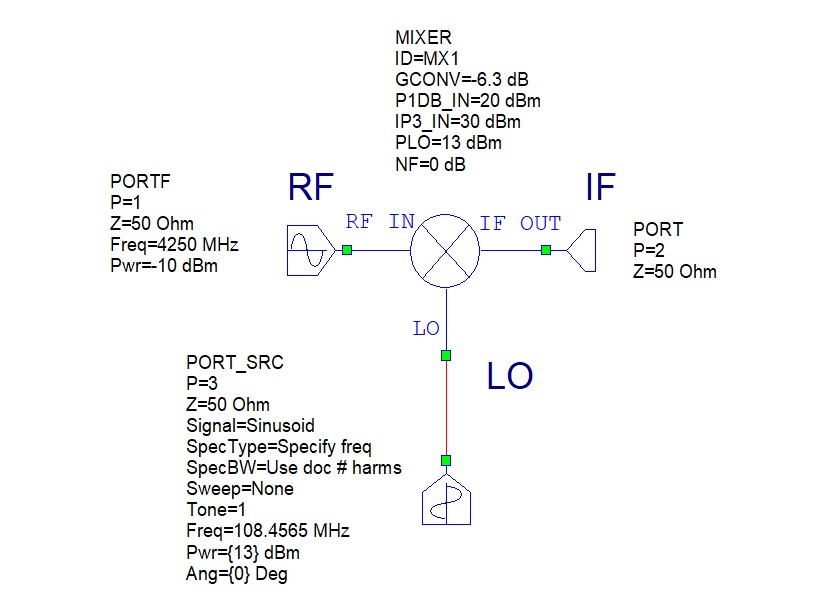 MIXER
ID=MX1
GCONV=-6.3 dB
P1DB_IN=20 dBm
IP3_IN=30 dBm
PLO=13 dBm
NF=0 dB
PORTF
P=1
Z=50 Ohm
Freq=4250 MHz
Pwr=-10 dBm
RF
IF
RF IN
IF OUT
PORT
P=2
Z=50 Ohm
LO
LO
PORT_SRC
P=3
Z=50 Ohm
Signal=Sinusoid
SpecType=Specify freq
SpecBW=Use doc # harms
Sweep=None
Tone=1
Freq=108.4565 MHz
Pwr={13} dBm
Ang={0} Deg